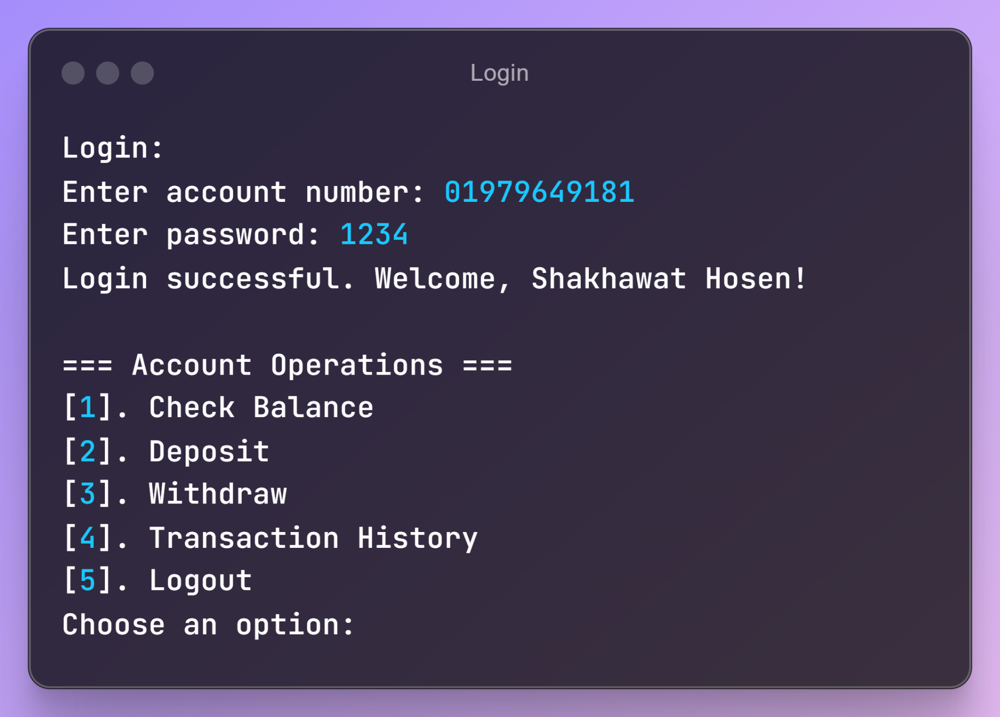 Login
Login:
Enter account number: 01979649181
Enter password: 1234
Login successful. Welcome, Shakhawat Hosen!
=== Account Operations ===
[1]. Check Balance
[2]. Deposit
[3]. Withdraw
[4]. Transaction History
[5]. Logout
Choose an option: